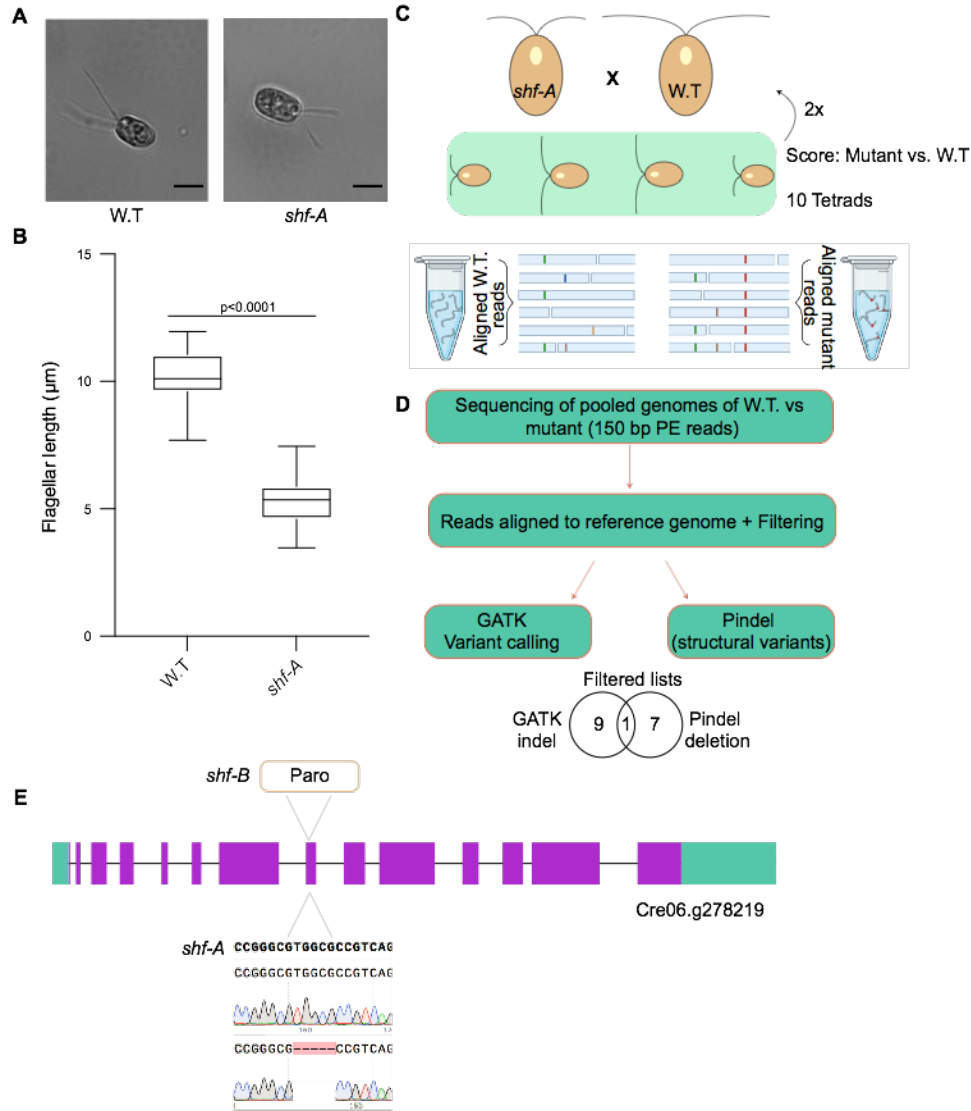 A
W.T
shf-A
B
15
10
5
0
Flagellar length (μm)
p<0.0001
W.T
shf-A
C
shf-A
X
W.T
2x
Score: Mutant vs. W.T
10 Tetrads
Aligned W.T.
reads
Aligned mutant
reads
D
Sequencing of pooled genomes of W.T. vs
mutant (150 bp PE reads)
Reads aligned to reference genome + Filtering
GATK
Variant calling
Pindel
(structural variants)
Filtered lists
GATK
indel
9
1
7
Pindel
deletion
E
shf-B
Paro
Cre06.g278219
shf-A
CCGGGCGTGGCGCCGTCAG
CCGGGCGTGGCGCCGTCAG
160
CCGGGCG-----CCGTCAG